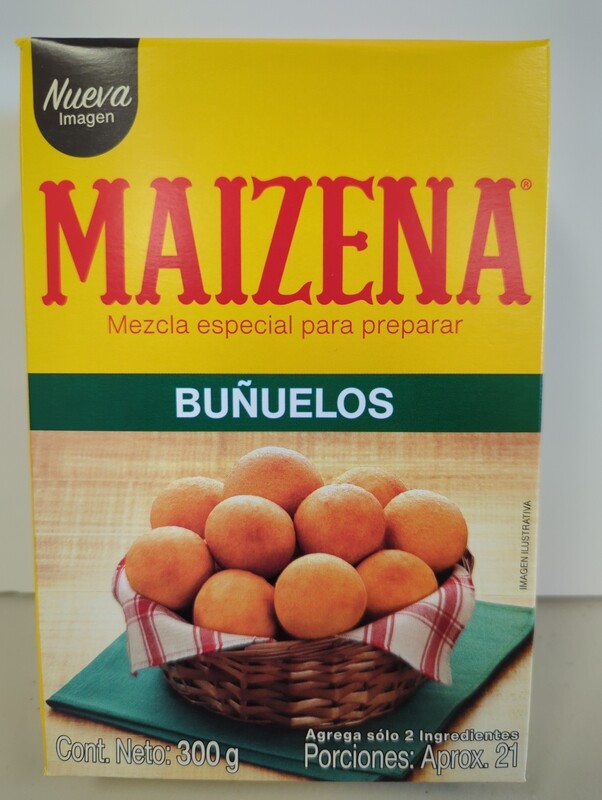 Nueva
Imagen
MAIZENA®
Mezcla especial para preparar
BUÑUELOS
IMAGEN ILUSTRATIVA
Agrega sólo 2 Ingredientes
Cont. Neto: 300 g
Porciones: Aprox. 21